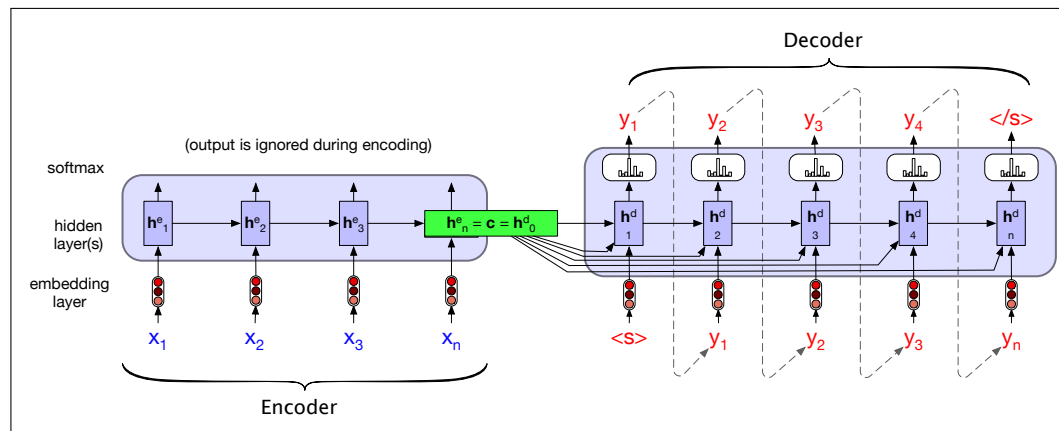 Decoder
y1 y2 y3 y4 </s>
(output is ignored during encoding)
softmax
hidden
layer(s)
he1 he2 he3 hen = c = hd0 hd1 hd2 hd3 hd4 hdn
embedding
layer
x1 x2 x3 xn <s> y1 y2 y3 yn
Encoder